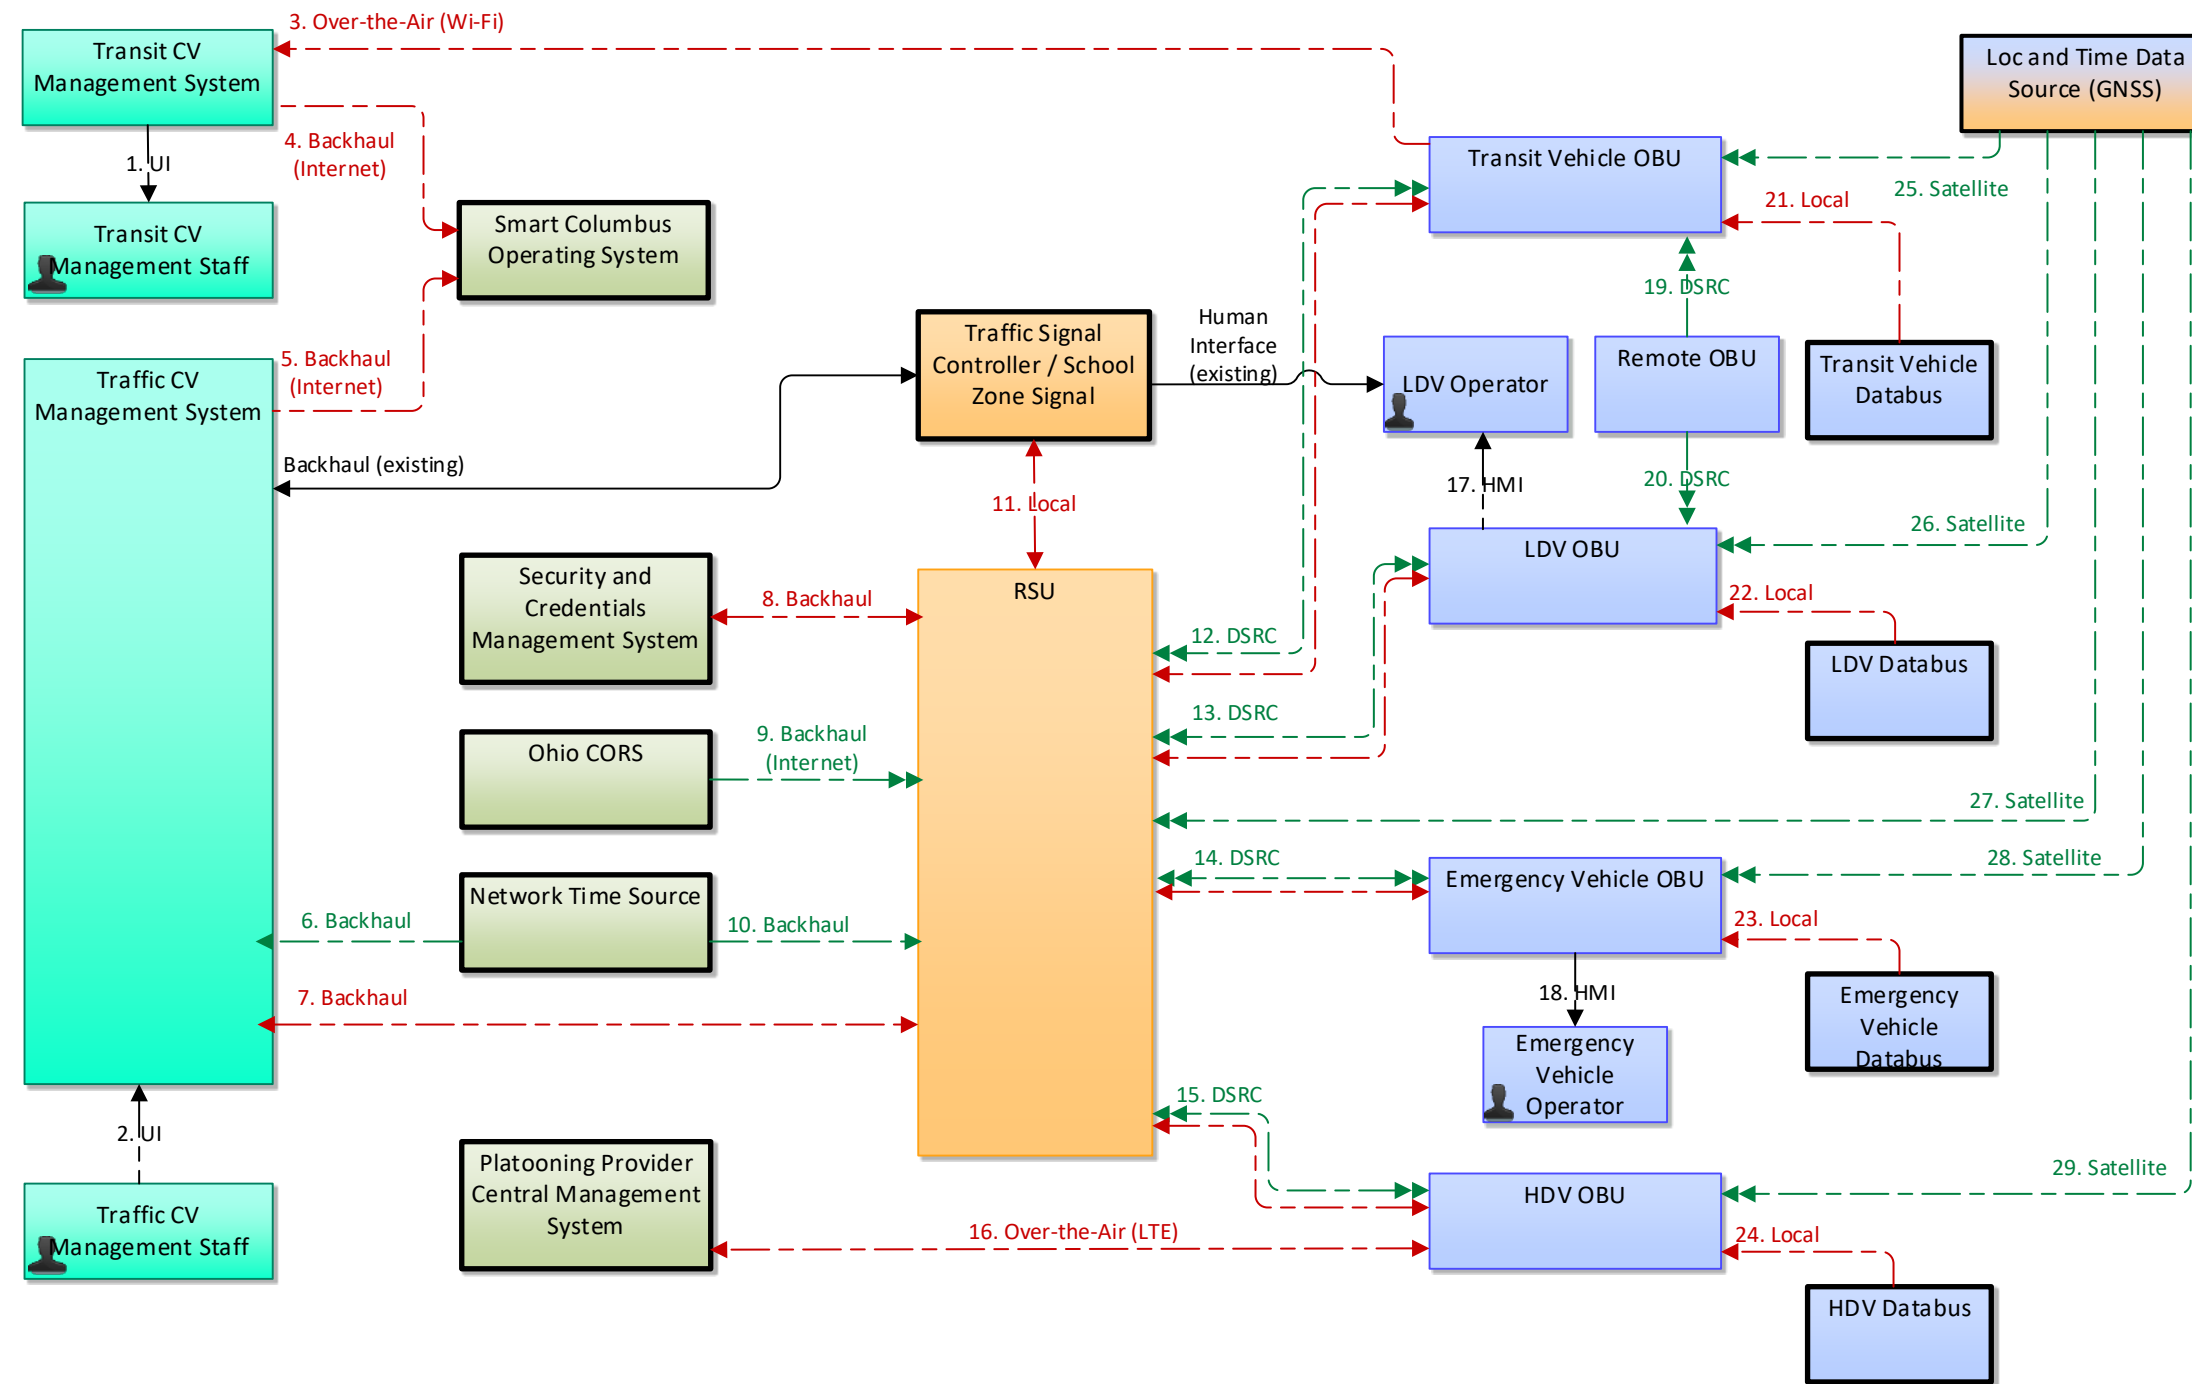 3. Over-the-Air (Wi-Fi)
Transit CV
Management System
Loc and Time Data
Source (GNSS)
4. Backhaul
(Internet)
1. UI
Transit Vehicle OBU
25. Satellite
21. Local
Transit CV
Management Staff
Smart Columbus
Operating System
19. DSRC
Traffic Signal
Controller / School
Zone Signal
Human
Interface
(existing)
LDV Operator
Remote OBU
Transit Vehicle
Databus
5. Backhaul
(Internet)
Traffic CV
Management System
Backhaul (existing)
11. Local
17. HMI
20. DSRC
26. Satellite
LDV OBU
Security and
Credentials
Management System
8. Backhaul
RSU
22. Local
12. DSRC
LDV Databus
13. DSRC
Ohio CORS
9. Backhaul
(Internet)
27. Satellite
14. DSRC
28. Satellite
Emergency Vehicle OBU
Network Time Source
6. Backhaul
10. Backhaul
23. Local
7. Backhaul
18. HMI
Emergency
Vehicle
Databus
Emergency
Vehicle
Operator
15. DSRC
2. UI
Platooning Provider
Central Management
System
29. Satellite
HDV OBU
Traffic CV
Management Staff
16. Over-the-Air (LTE)
24. Local
HDV Databus